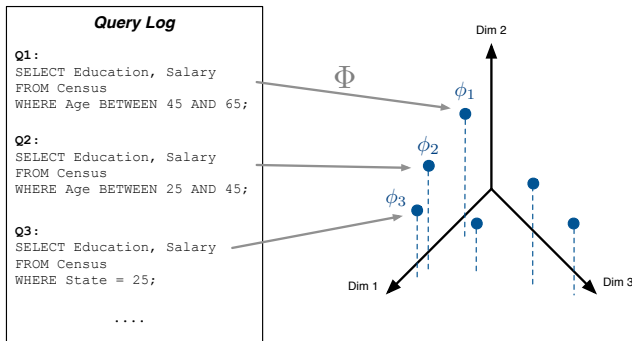 Query Log
Q1:
SELECT Education, Salary
FROM Census
WHERE Age BETWEEN 45 AND 65;
Q2:
SELECT Education, Salary
FROM Census
WHERE Age BETWEEN 25 AND 45;
Q3:
SELECT Education, Salary
FROM Census
WHERE State = 25;
....
Φ
Dim 2
ϕ1
ϕ2
ϕ3
Dim 1
Dim 3